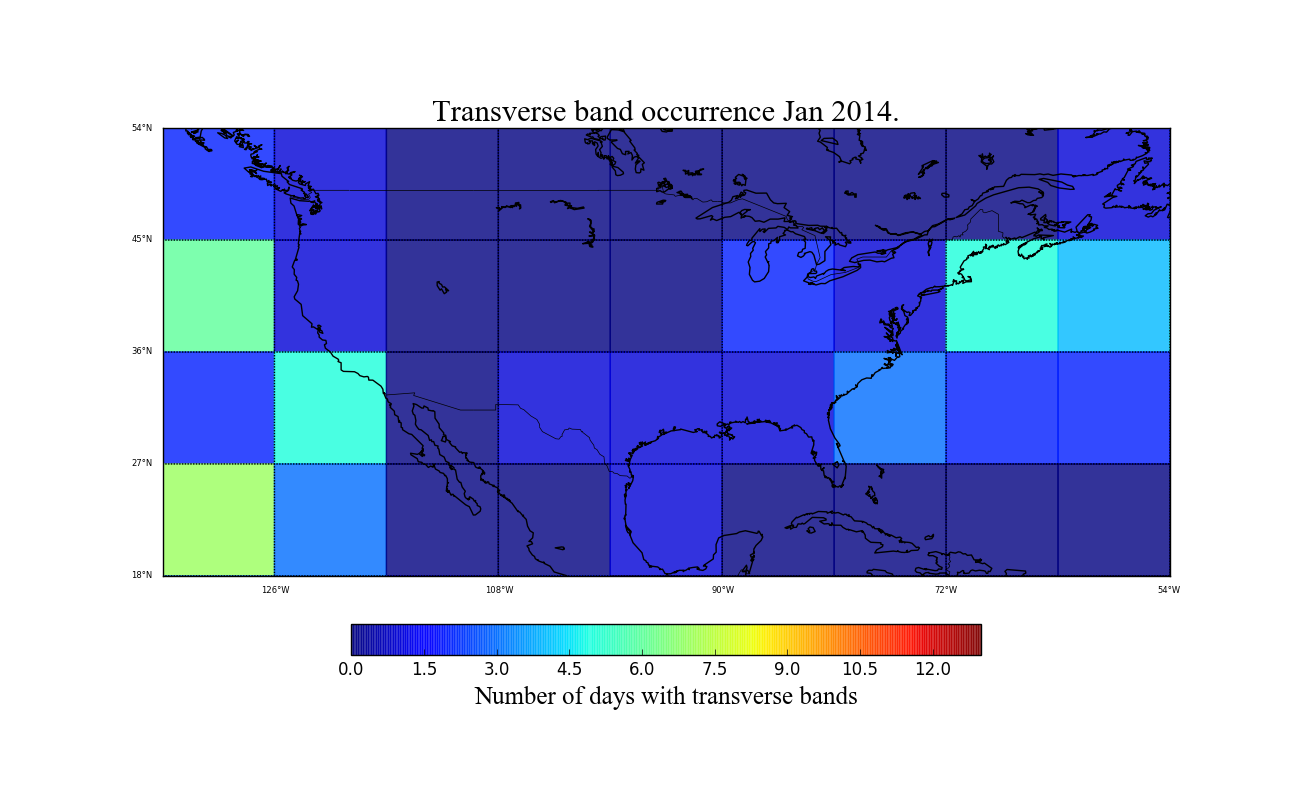 Transverse band occurrence Jan 2014.
54°N
45°N
36°N
27°N
18°N
126°W 108°W 90°W 72°W 54°W
0.0 1.5 3.0 4.5 6.0 7.5 9.0 10.5 12.0
Number of days with transverse bands